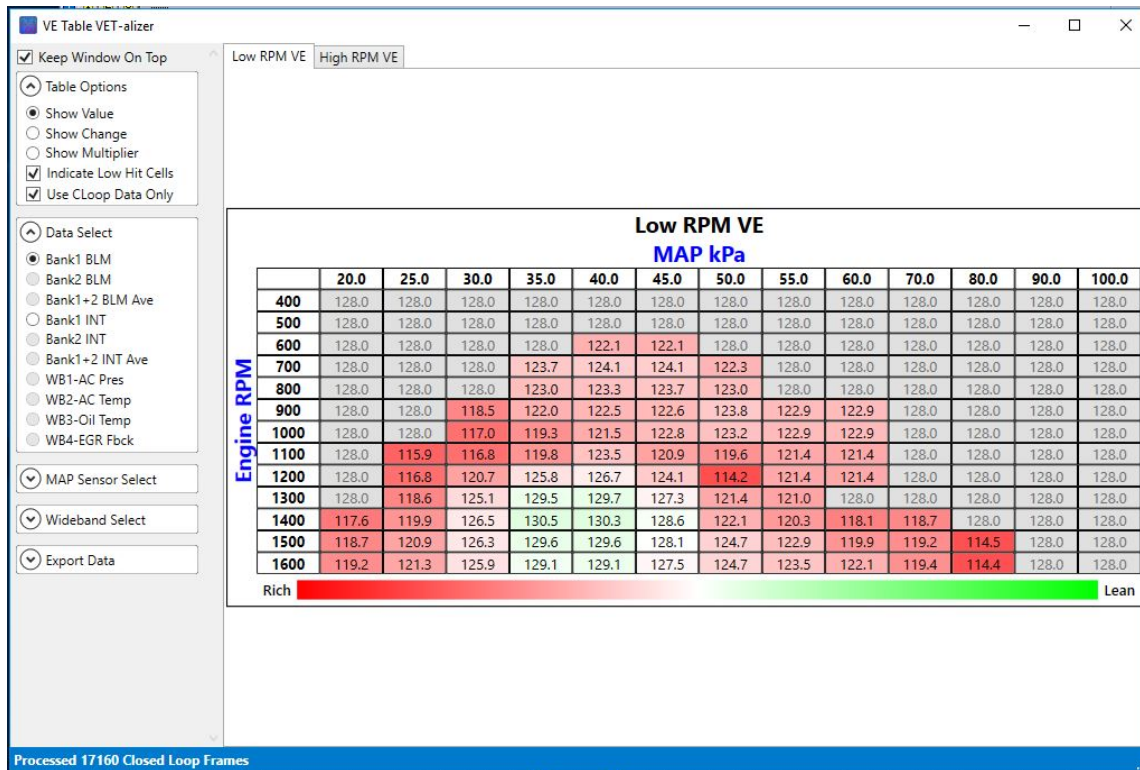 VE Table VET-alizer
Keep Window On Top
Table Options
Show Value
Show Change
Show Multiplier
Indicate Low Hit Cells
Use CLoop Data Only
Data Select
Bank1 BLM
Bank2 BLM
Bank1+2 BLM Ave
Bank1 INT
Bank2 INT
Bank1+2 INT Ave
WB1-AC Pres
WB2-AC Temp
WB3-Oil Temp
WB4-EGR Fbck
MAP Sensor Select
Wideband Select
Export Data
Low RPM VE High RPM VE
Low RPM VE
MAP kPa
Engine RPM
20.0 25.0 30.0 35.0 40.0 45.0 50.0 55.0 60.0 70.0 80.0 90.0 100.0
400 128.0 128.0 128.0 128.0 128.0 128.0 128.0 128.0 128.0 128.0 128.0 128.0 128.0
500 128.0 128.0 128.0 128.0 128.0 128.0 128.0 128.0 128.0 128.0 128.0 128.0 128.0
600 128.0 128.0 128.0 128.0 122.1 122.1 128.0 128.0 128.0 128.0 128.0 128.0 128.0
700 128.0 128.0 128.0 123.7 124.1 124.1 122.3 128.0 128.0 128.0 128.0 128.0 128.0
800 128.0 128.0 128.0 123.0 123.3 123.7 123.0 128.0 128.0 128.0 128.0 128.0 128.0
900 128.0 128.0 118.5 122.0 122.5 122.6 123.8 122.9 122.9 128.0 128.0 128.0 128.0
1000 128.0 128.0 117.0 119.3 121.5 122.8 123.2 122.9 122.9 128.0 128.0 128.0 128.0
1100 128.0 115.9 116.8 119.8 123.5 120.9 119.6 121.4 121.4 128.0 128.0 128.0 128.0
1200 128.0 116.8 120.7 125.8 126.7 124.1 114.2 121.4 121.4 128.0 128.0 128.0 128.0
1300 128.0 118.6 125.1 129.5 129.7 127.3 121.4 121.0 128.0 128.0 128.0 128.0 128.0
1400 117.6 119.9 126.5 130.5 130.3 128.6 122.1 120.3 118.1 118.7 128.0 128.0 128.0
1500 118.7 120.9 126.3 129.6 129.6 128.1 124.7 122.9 119.9 119.2 114.5 128.0 128.0
1600 119.2 121.3 125.9 129.1 129.1 127.5 124.7 123.5 122.1 119.4 114.4 128.0 128.0
Rich Lean
Processed 17160 Closed Loop Frames